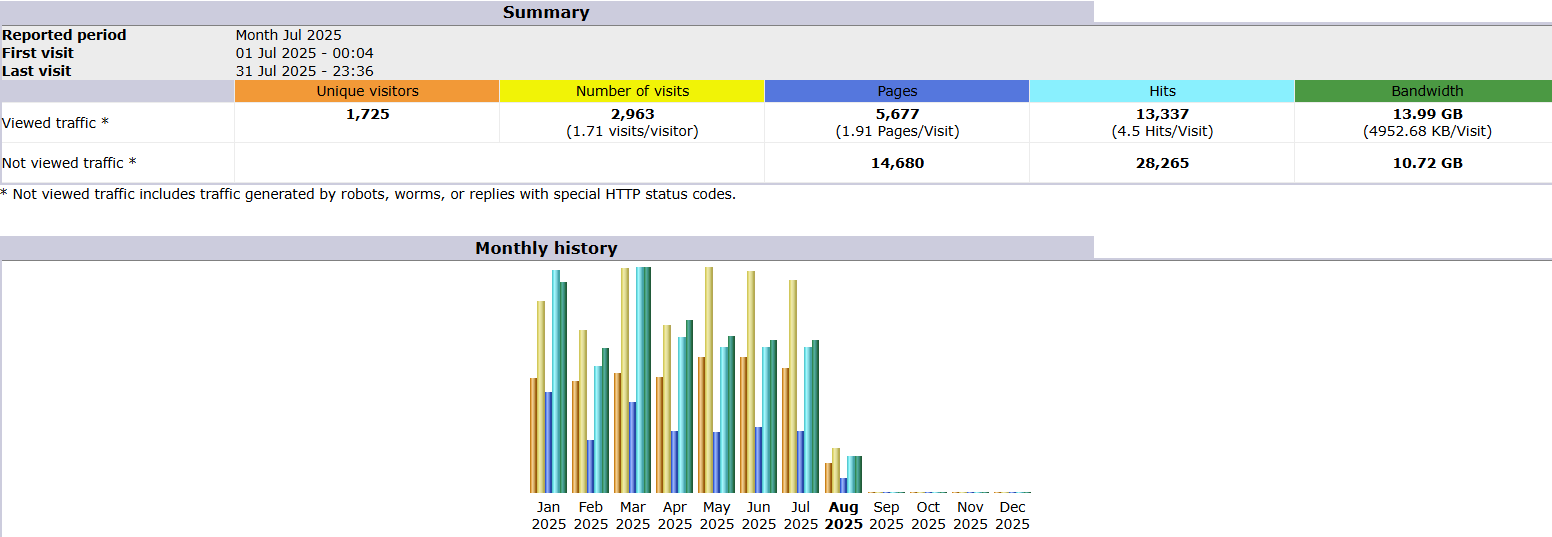 Summary
Reported period Month Jul 2025
First visit 01 Jul 2025 - 00:04
Last visit 31 Jul 2025 - 23:36
Unique visitors Number of visits Pages Hits Bandwidth
Viewed traffic * 1,725 2,963 5,677 13,337 13.99 GB
(1.71 visits/visitor) (1.91 Pages/Visit) (4.5 Hits/Visit) (4952.68 KB/Visit)
Not viewed traffic * 14,680 28,265 10.72 GB
* Not viewed traffic includes traffic generated by robots, worms, or replies with special HTTP status codes.
Monthly history
Jan Feb Mar Apr May Jun Jul Aug Sep Oct Nov Dec
2025 2025 2025 2025 2025 2025 2025 2025 2025 2025 2025 2025